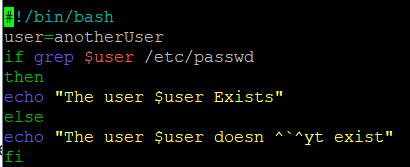 #!/bin/bash
user=anotherUser
if grep $user /etc/passwd
then
echo "The user $user Exists"
else
echo "The user $user doesn ^`^yt exist"
fi